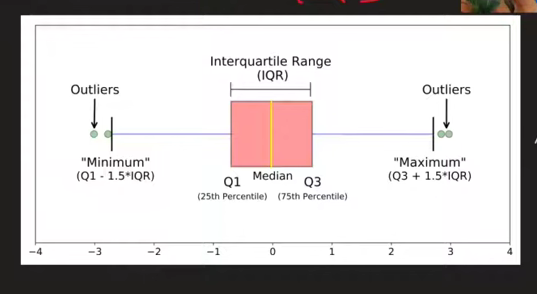 Interquartile Range
(IQR)
Outliers
Outliers
"Minimum"
(Q1 - 1.5*IQR)
"Maximum"
(Q3 + 1.5*IQR)
Median
Q1
Q3
(25th Percentile)
(75th Percentile)
−4
−3
−2
−1
0
1
2
3
4